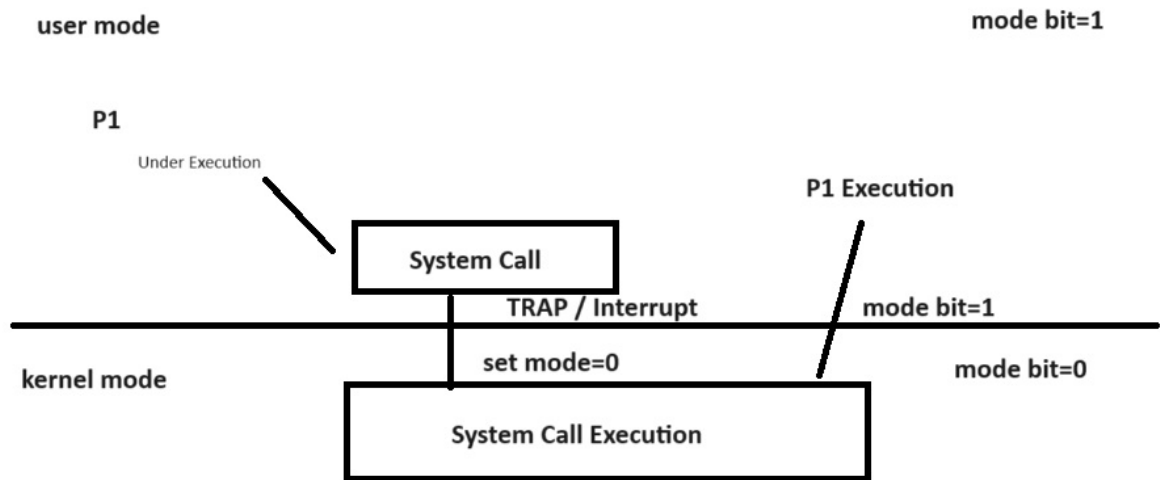 user mode
mode bit=1
P1
Under Execution
P1 Execution
System Call
TRAP / Interrupt
mode bit=1
set mode=0
kernel mode
mode bit=0
System Call Execution